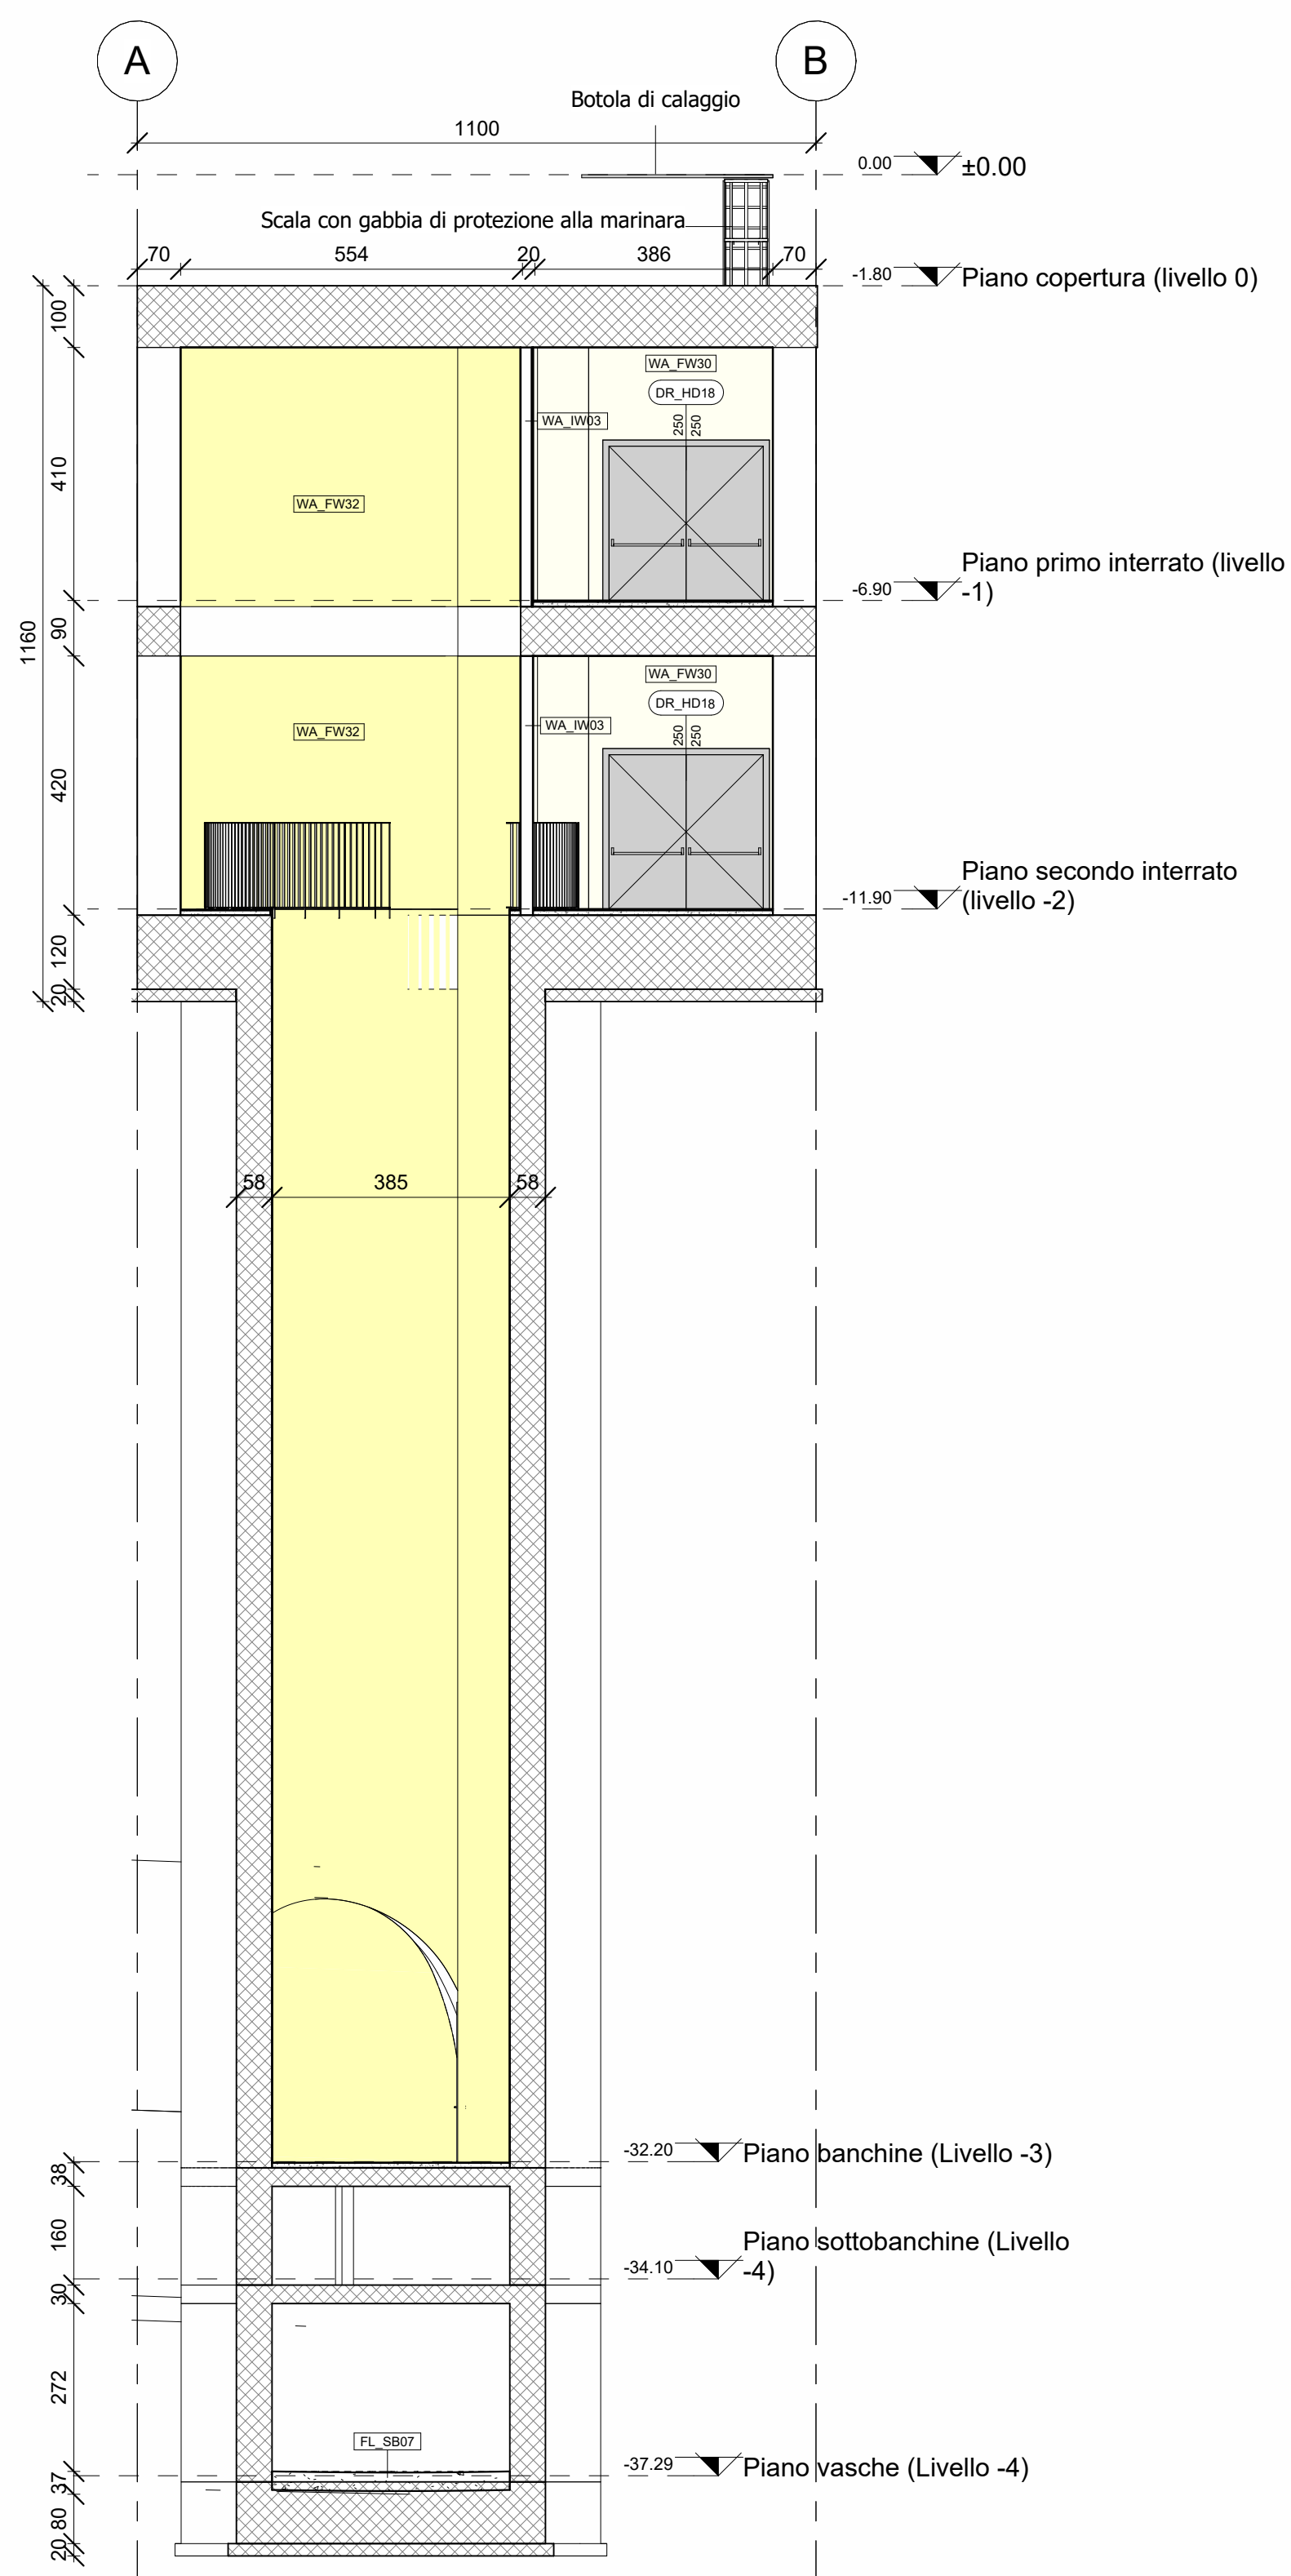 A
B
Botola di calaggio
1100
0.00
±0.00
Scala con gabbia di protezione alla marinara
70
554
20
386
70
-1.80
Piano copertura (livello 0)
100
WA_FW30
DR_HD18
250
250
WA_IW03
410
WA_FW32
Piano primo interrato (livello
-1)
-6.90
1160
90
WA_FW30
DR_HD18
250
250
WA_IW03
WA_FW32
420
Piano secondo interrato
(livello -2)
-11.90
120
20
58
385
58
-32.20
Piano banchine (Livello -3)
38
160
Piano sottobanchine (Livello
-4)
-34.10
30
272
FL_SB07
-37.29
Piano vasche (Livello -4)
37
80
20